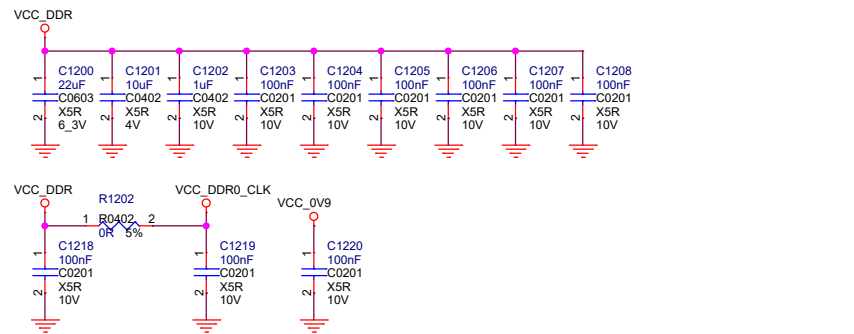 VCC_DDR
1 C1200 1 C1201 1 C1202 1 C1203 1 C1204 1 C1205 1 C1206 1 C1207 1 C1208
22uF 10uF 1uF 100nF 100nF 100nF 100nF 100nF 100nF
C0603 C0402 C0402 C0201 C0201 C0201 C0201 C0201 C0201
2 X5R 2 X5R 2 X5R 2 X5R 2 X5R 2 X5R 2 X5R 2 X5R 2 X5R
6_3V 4V 10V 10V 10V 10V 10V 10V 10V
VCC_DDR VCC_DDR0_CLK
R1202 VCC_0V9
1 R0402 2
0R 5%
1 C1218 1 C1219 1 C1220
100nF 100nF 100nF
C0201 C0201 C0201
2 X5R 2 X5R 2 X5R
10V 10V 10V